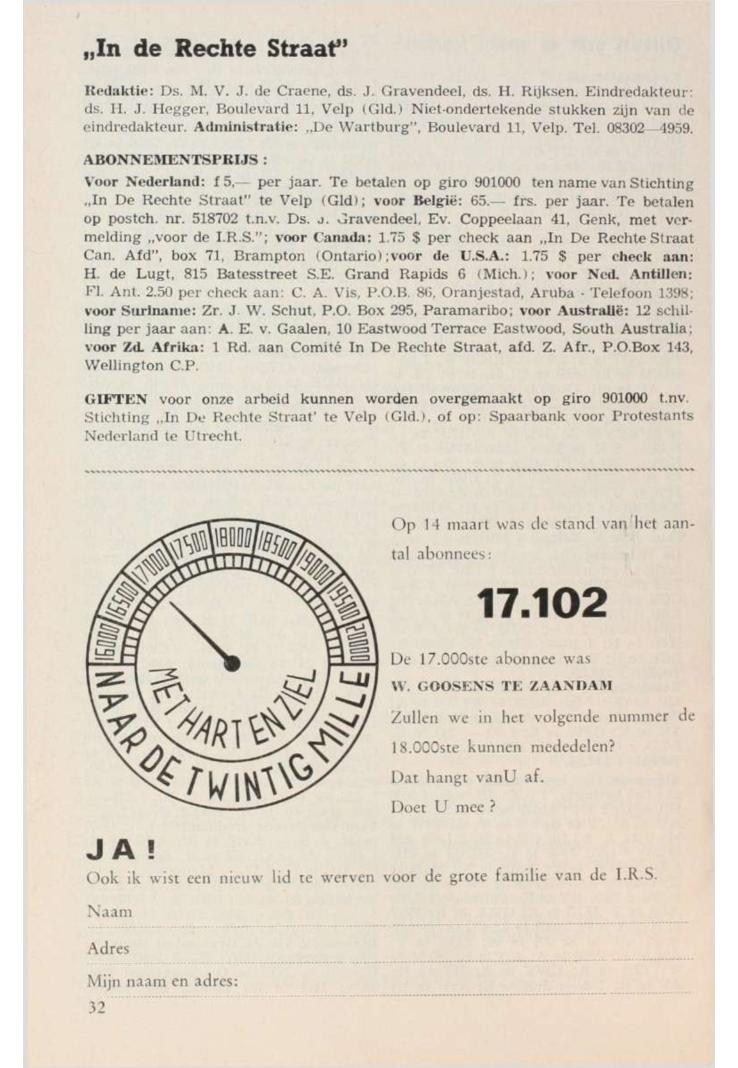 „In de Rechte Straat”
Redaktie: Ds. M. V. J. de Craene, ds. J. Gravendeel, ds. H. Rijksen. Eindredakteur:
ds. H. J. Hegger, Boulevard 11, Velp (Gld.) Niet-ondertekende stukken zijn van de
eindredakteur. Administratie: „De Wartburg”, Boulevard 11, Velp. Tel. 08302—4959.
ABONNEMENTSPRIJS :
Voor Nederland: f 5,— per jaar. Te betalen op giro 901000 ten name van Stichting
„In De Rechte Straat” te Velp (Gld); voor België: 65.— frs. per jaar. Te betalen
op postch. nr. 518702 t.n.v. Ds. J. Gravendeel, Ev. Coppeelaan 41, Genk, met ver-
melding „voor de I.R.S.”; voor Canada: 1.75 $ per check aan „In De Rechte Straat
Can. Afd”, box 71, Brampton (Ontario);voor de U.S.A.: 1.75 $ per check aan:
H. de Lugt, 815 Batesstreet S.E. Grand Rapids 6 (Mich.); voor Ned. Antillen:
Fl. Ant. 2.50 per check aan: C. A. Vis, P.O.B. 86, Oranjestad, Aruba - Telefoon 1398;
voor Suriname: Zr. J. W. Schut, P.O. Box 295, Paramaribo; voor Australië: 12 schil-
ling per jaar aan: A. E. v. Gaalen, 10 Eastwood Terrace Eastwood, South Australia;
voor Zd. Afrika: 1 Rd. aan Comité In De Rechte Straat, afd. Z. Afr., P.O.Box 143,
Wellington C.P.
GIFTEN voor onze arbeid kunnen worden overgemaakt op giro 901000 t.nv.
Stichting „In De Rechte Straat' te Velp (Gld.), of op: Spaarbank voor Protestants
Nederland te Utrecht.
16000 16500 17000 17500 18000 18500 19000 19500 20000
MET HART EN ZIEL
NAAR DE TWINTIG MILLE
Op 14 maart was de stand van het aan-
tal abonnees:
17.102
De 17.000ste abonnee was
W. GOOSENS TE ZAANDAM
Zullen we in het volgende nummer de
18.000ste kunnen mededelen?
Dat hangt vanU af.
Doet U mee ?
JA!
Ook ik wist een nieuw lid te werven voor de grote familie van de I.R.S.
Naam
Adres
Mijn naam en adres:
32